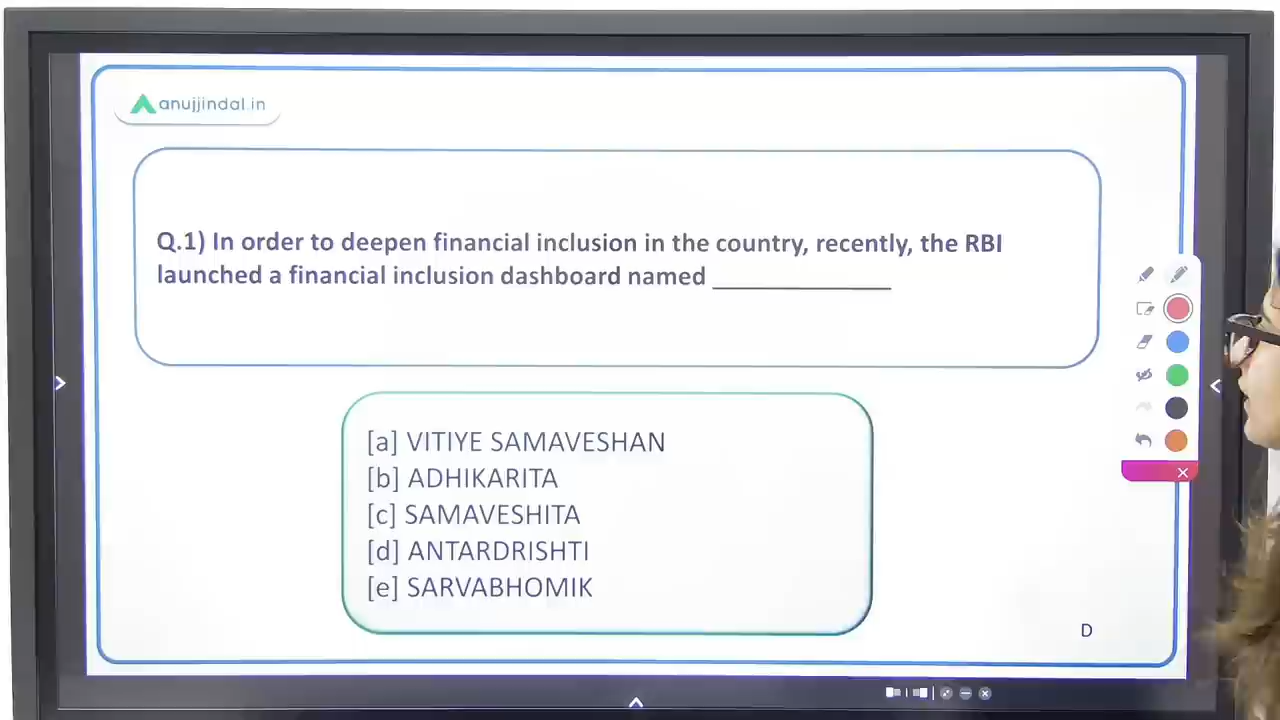 anujjindal.in
Q.1) In order to deepen financial inclusion in the country, recently, the RBI
launched a financial inclusion dashboard named ____________
[a] VITIYE SAMAVESHAN
[b] ADHIKARITA
[c] SAMAVESHITA
[d] ANTARDRISHTI
[e] SARVABHOMIK
D